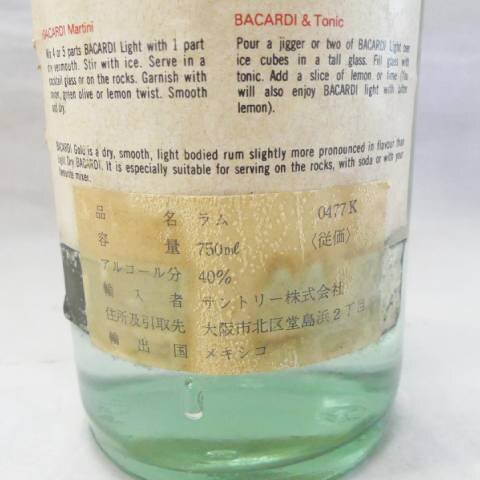 BACARDI Martini
4 or 5 parts BACARDI Light with 1 part
dry vermouth. Stir with ice. Serve in a
cocktail glass or on the rocks. Garnish with
onion, green olive or lemon twist. Smooth
and dry.
BACARDI & Tonic
Pour a jigger or two of BACARDI Light over
ice cubes in a tall glass. Fill glass with
tonic. Add a slice of lemon or lime (You
will also enjoy BACARDI light with bitter
lemon).
BACARDI Gold is a dry, smooth, light bodied rum slightly more pronounced in flavour than
Light Dry BACARDI. It is especially suitable for serving on the rocks, with soda or with your
favourite mixer.
品名 ラム 0477K
容量 750ml 〈従価〉
アルコール分 40%
輸入者 サントリー株式会社
住所及引取先 大阪市北区堂島浜2丁目
輸出国 メキシコ